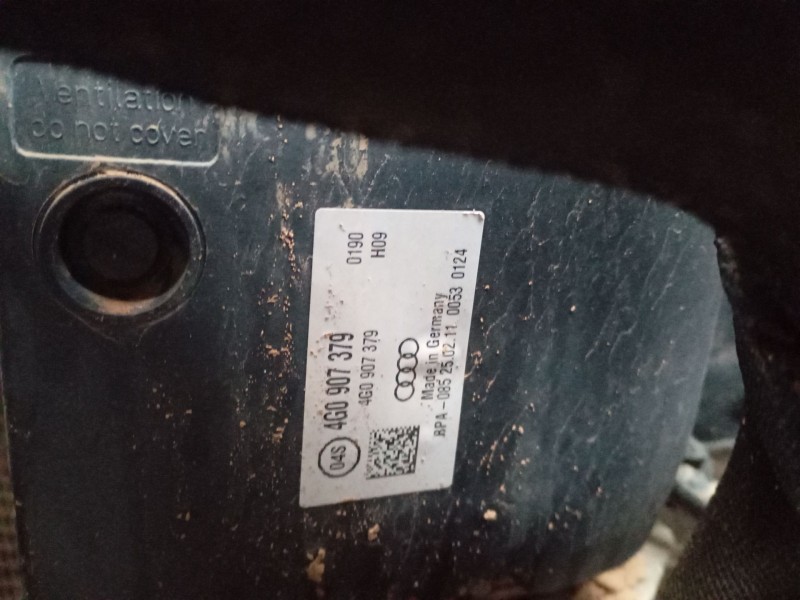 Ventilation
do not cover
04S 4G0 907 379 0190
4G0 907 379 H09
Made in Germany
BPA-085 25.02.11 0053 0124